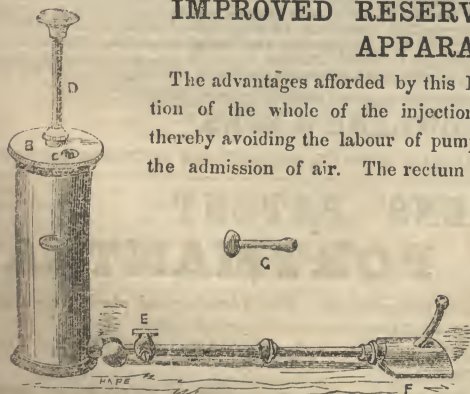 IMPROVED RESERV
APPARA
The advantages afforded by this I
tion of the whole of the injection
thereby avoiding the labour of pum
the admission of air. The rectum
D
B
C
G
E
HARE
F